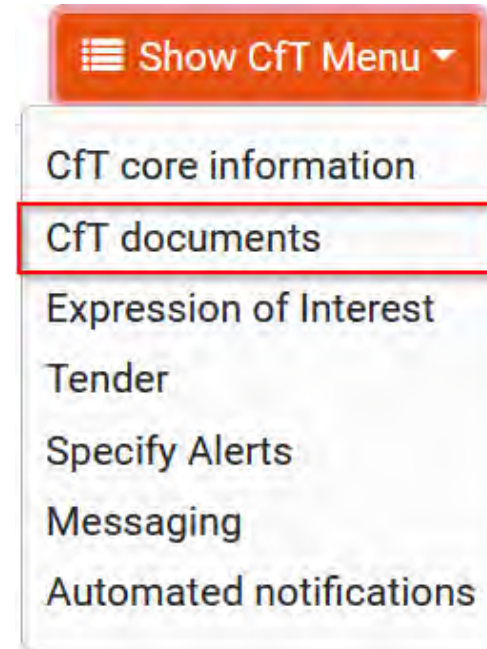 Show CfT Menu
CfT core information
CfT documents
Expression of Interest
Tender
Specify Alerts
Messaging
Automated notifications